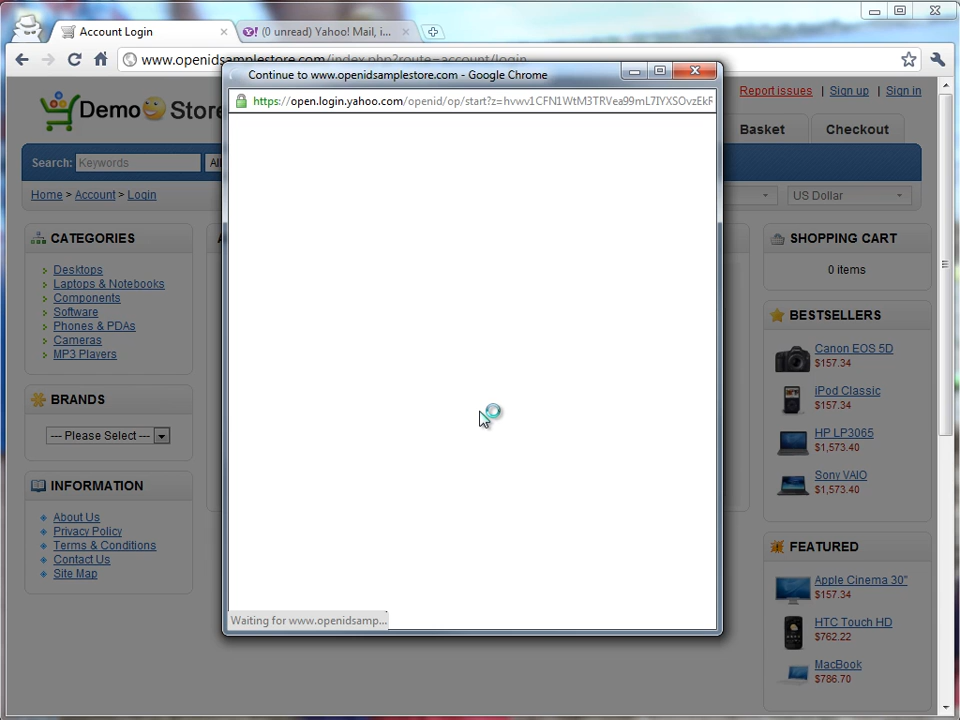 Account Login
(0 unread) Yahoo! Mail, i...
www.openidsamplestore.com/index.php?route=account/login
Continue to www.openidsamplestore.com - Google Chrome
https://open.login.yahoo.com/openid/op/start?z=hvwv1CFN1WtM3TRVea99mL7IYXSOvzEkF
Demo Store
Report issues | Sign up | Sign in
Basket
Checkout
Search:
Keywords
All
Home > Account > Login
US Dollar
CATEGORIES
Desktops
Laptops & Notebooks
Components
Software
Phones & PDAs
Cameras
MP3 Players
BRANDS
--- Please Select ---
INFORMATION
About Us
Privacy Policy
Terms & Conditions
Contact Us
Site Map
Waiting for www.openidsamp...
SHOPPING CART
0 items
BESTSELLERS
Canon EOS 5D
$157.34
iPod Classic
$157.34
HP LP3065
$1,573.40
Sony VAIO
$1,573.40
FEATURED
Apple Cinema 30"
$157.34
HTC Touch HD
$762.22
MacBook
$786.70